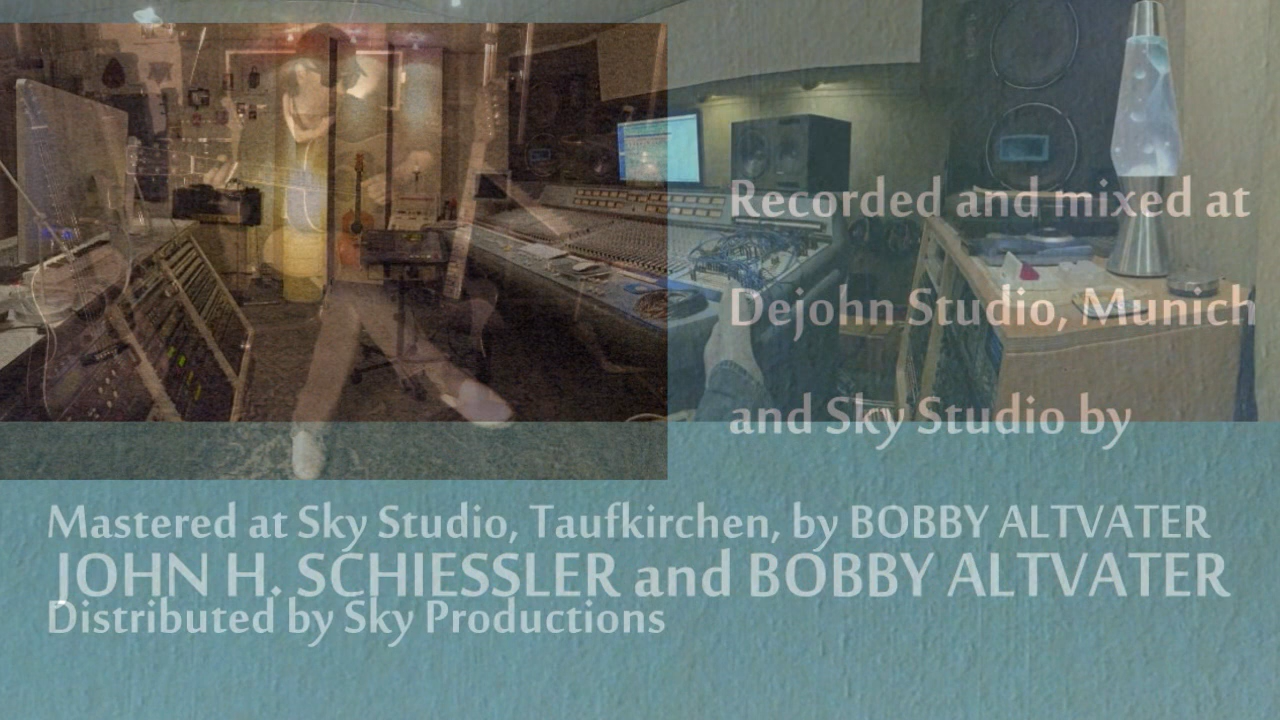 Recorded and mixed at
Dejohn Studio, Munich
and Sky Studio by
Mastered at Sky Studio, Taufkirchen, by BOBBY ALTVATER
JOHN H. SCHIESSLER and BOBBY ALTVATER
Distributed by Sky Productions